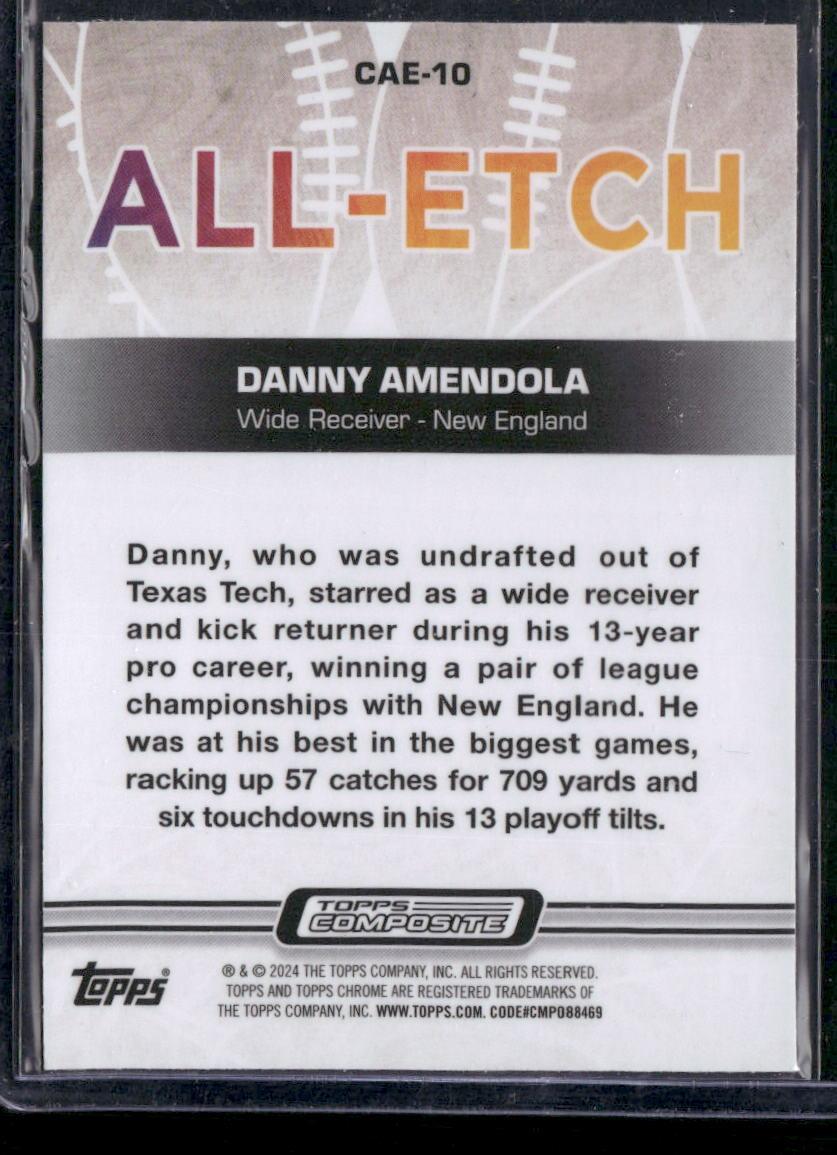 CAE-10
ALL-ETCH
DANNY AMENDOLA
Wide Receiver - New England
Danny, who was undrafted out of
Texas Tech, starred as a wide receiver
and kick returner during his 13-year
pro career, winning a pair of league
championships with New England. He
was at his best in the biggest games,
racking up 57 catches for 709 yards and
six touchdowns in his 13 playoff tilts.
TOPPS
COMPOSITE
Topps®
® & © 2024 THE TOPPS COMPANY, INC. ALL RIGHTS RESERVED.
TOPPS AND TOPPS CHROME ARE REGISTERED TRADEMARKS OF
THE TOPPS COMPANY, INC. WWW.TOPPS.COM. CODE#CMP088469